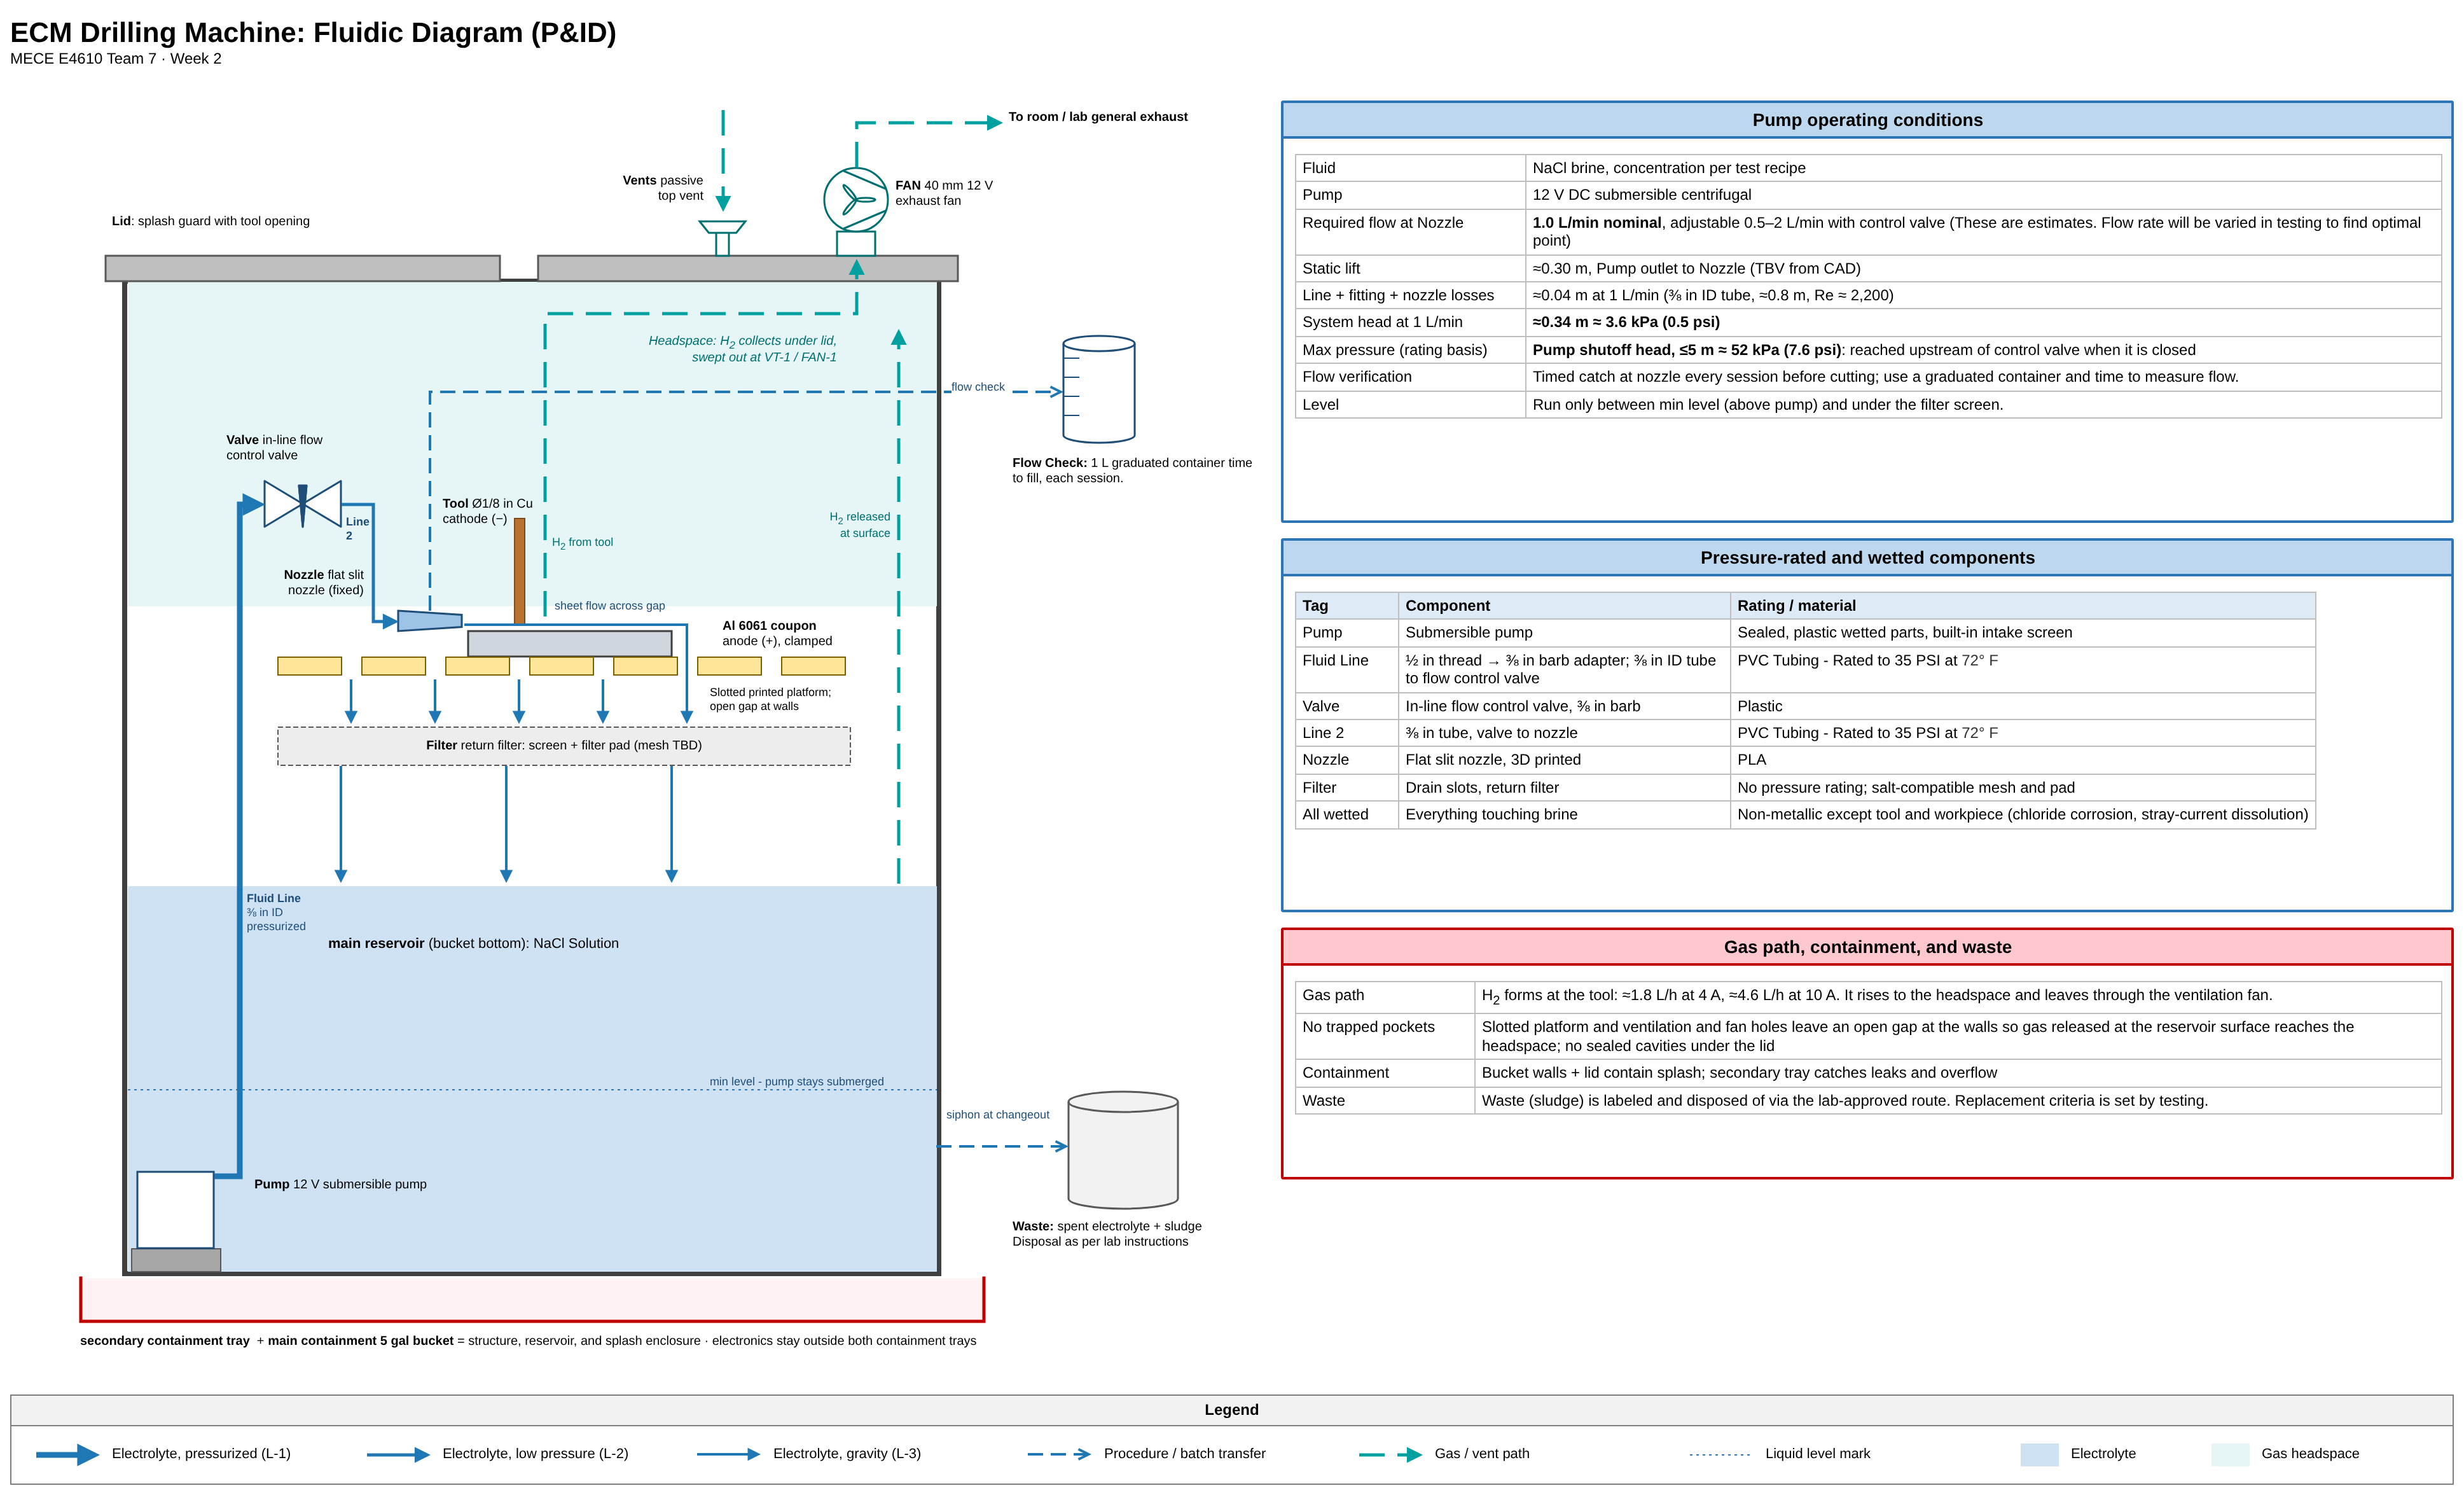 ECM Drilling Machine: Fluidic Diagram (P&ID)
MECE E4610 Team 7 · Week 2
To room / lab general exhaust
Vents passive
top vent
FAN 40 mm 12 V
exhaust fan
Lid: splash guard with tool opening
Headspace: H2 collects under lid,
swept out at VT-1 / FAN-1
flow check
Flow Check: 1 L graduated container time
to fill, each session.
Valve in-line flow
control valve
Line
2
Tool Ø1/8 in Cu
cathode (−)
H2 from tool
H2 released
at surface
Nozzle flat slit
nozzle (fixed)
sheet flow across gap
Al 6061 coupon
anode (+), clamped
Slotted printed platform;
open gap at walls
Filter return filter: screen + filter pad (mesh TBD)
Fluid Line
⅜ in ID
pressurized
main reservoir (bucket bottom): NaCl Solution
min level - pump stays submerged
siphon at changeout
Pump 12 V submersible pump
Waste: spent electrolyte + sludge
Disposal as per lab instructions
secondary containment tray + main containment 5 gal bucket = structure, reservoir, and splash enclosure · electronics stay outside both containment trays
Pump operating conditions
Fluid NaCl brine, concentration per test recipe
Pump 12 V DC submersible centrifugal
Required flow at Nozzle 1.0 L/min nominal, adjustable 0.5–2 L/min with control valve (These are estimates. Flow rate will be varied in testing to find optimal
point)
Static lift ≈0.30 m, Pump outlet to Nozzle (TBV from CAD)
Line + fitting + nozzle losses ≈0.04 m at 1 L/min (⅜ in ID tube, ≈0.8 m, Re ≈ 2,200)
System head at 1 L/min ≈0.34 m ≈ 3.6 kPa (0.5 psi)
Max pressure (rating basis) Pump shutoff head, ≤5 m ≈ 52 kPa (7.6 psi): reached upstream of control valve when it is closed
Flow verification Timed catch at nozzle every session before cutting; use a graduated container and time to measure flow.
Level Run only between min level (above pump) and under the filter screen.
Pressure-rated and wetted components
Tag Component Rating / material
Pump Submersible pump Sealed, plastic wetted parts, built-in intake screen
Fluid Line ½ in thread → ⅜ in barb adapter; ⅜ in ID tube PVC Tubing - Rated to 35 PSI at 72° F
to flow control valve
Valve In-line flow control valve, ⅜ in barb Plastic
Line 2 ⅜ in tube, valve to nozzle PVC Tubing - Rated to 35 PSI at 72° F
Nozzle Flat slit nozzle, 3D printed PLA
Filter Drain slots, return filter No pressure rating; salt-compatible mesh and pad
All wetted Everything touching brine Non-metallic except tool and workpiece (chloride corrosion, stray-current dissolution)
Gas path, containment, and waste
Gas path H2 forms at the tool: ≈1.8 L/h at 4 A, ≈4.6 L/h at 10 A. It rises to the headspace and leaves through the ventilation fan.
No trapped pockets Slotted platform and ventilation and fan holes leave an open gap at the walls so gas released at the reservoir surface reaches the
headspace; no sealed cavities under the lid
Containment Bucket walls + lid contain splash; secondary tray catches leaks and overflow
Waste Waste (sludge) is labeled and disposed of via the lab-approved route. Replacement criteria is set by testing.
Legend
Electrolyte, pressurized (L-1)
Electrolyte, low pressure (L-2)
Electrolyte, gravity (L-3)
Procedure / batch transfer
Gas / vent path
Liquid level mark
Electrolyte
Gas headspace